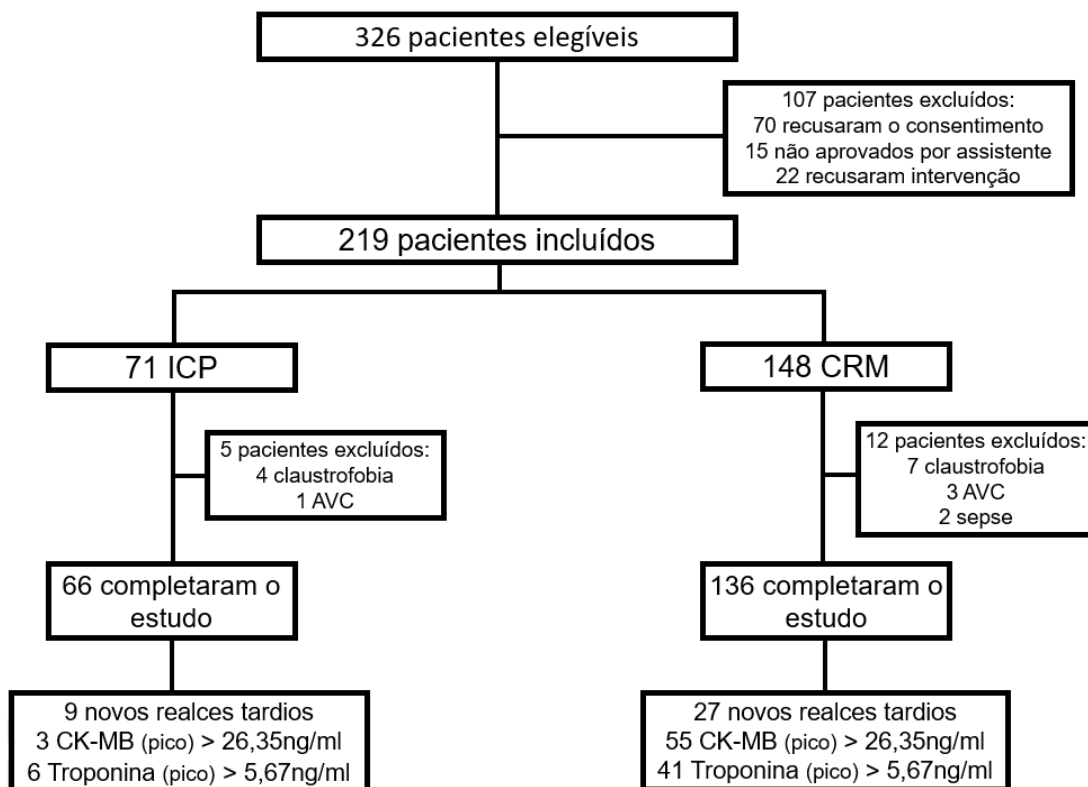 326 pacientes elegíveis
107 pacientes excluídos:
70 recusaram o consentimento
15 não aprovados por assistente
22 recusaram intervenção
219 pacientes incluídos
71 ICP
148 CRM
5 pacientes excluídos:
4 claustrofobia
1 AVC
12 pacientes excluídos:
7 claustrofobia
3 AVC
2 sepse
66 completaram o
estudo
136 completaram o
estudo
9 novos realces tardios
3 CK-MB (pico) > 26,35ng/ml
6 Troponina (pico) > 5,67ng/ml
27 novos realces tardios
55 CK-MB (pico) > 26,35ng/ml
41 Troponina (pico) > 5,67ng/ml